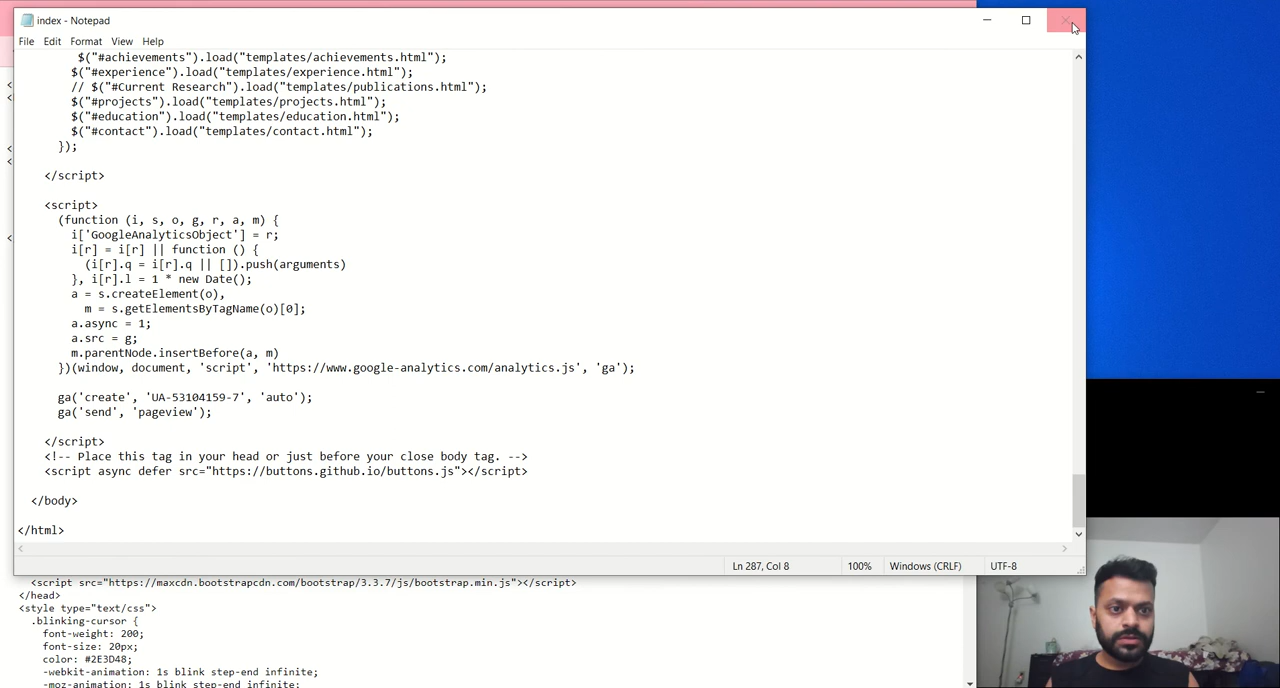 index - Notepad
File Edit Format View Help
$("#achievements").load("templates/achievements.html");
$("#experience").load("templates/experience.html");
// $("#Current Research").load("templates/publications.html");
$("#projects").load("templates/projects.html");
$("#education").load("templates/education.html");
$("#contact").load("templates/contact.html");
});
</script>
<script>
(function (i, s, o, g, r, a, m) {
i['GoogleAnalyticsObject'] = r;
i[r] = i[r] || function () {
(i[r].q = i[r].q || []).push(arguments)
}, i[r].l = 1 * new Date();
a = s.createElement(o),
m = s.getElementsByTagName(o)[0];
a.async = 1;
a.src = g;
m.parentNode.insertBefore(a, m)
})(window, document, 'script', 'https://www.google-analytics.com/analytics.js', 'ga');
ga('create', 'UA-53104159-7', 'auto');
ga('send', 'pageview');
</script>
<!-- Place this tag in your head or just before your close body tag. -->
<script async defer src="https://buttons.github.io/buttons.js"></script>
</body>
</html>
Ln 287, Col 8 100% Windows (CRLF) UTF-8
<script src="https://maxcdn.bootstrapcdn.com/bootstrap/3.3.7/js/bootstrap.min.js"></script>
</head>
<style type="text/css">
.blinking-cursor {
font-weight: 200;
font-size: 20px;
color: #2E3D48;
-webkit-animation: 1s blink step-end infinite;
-moz-animation: 1s blink step-end infinite;